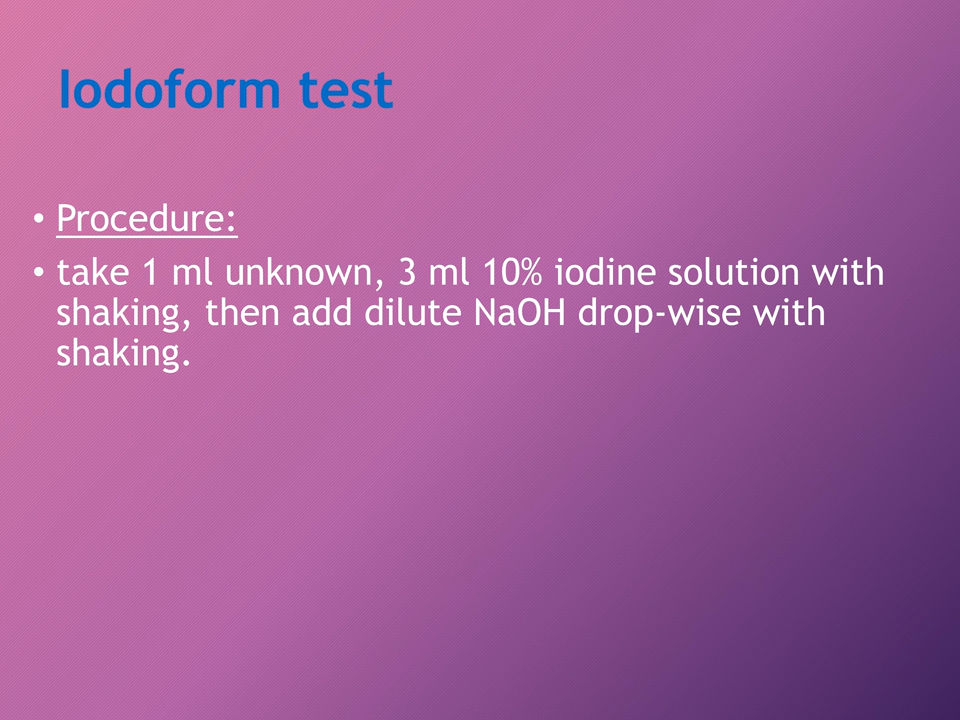 Iodoform test
• Procedure:
• take 1 ml unknown, 3 ml 10% iodine solution with
shaking, then add dilute NaOH drop-wise with
shaking.